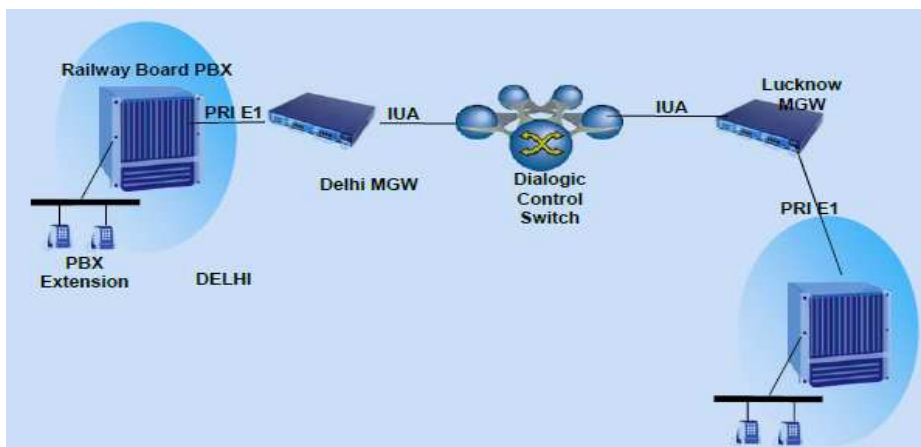 Railway Board PBX
PRI E1
IUA
IUA
Lucknow
MGW
Delhi MGW
Dialogic
Control
Switch
PRI E1
PBX
Extension
DELHI